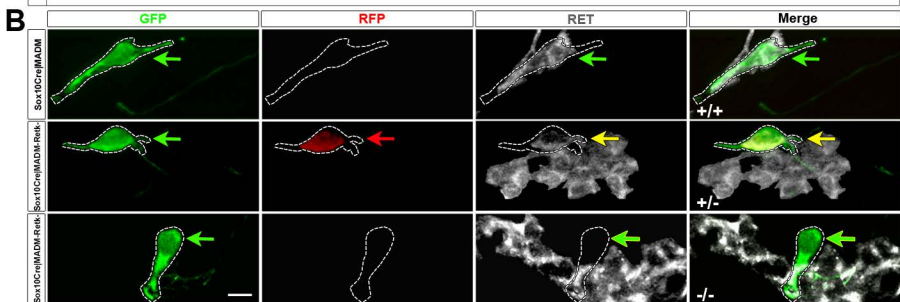 B
GFP
RFP
RET
Merge
Sox10Cre|MADM
+/+
Sox10Cre|MADM-Retk-
+/-
Sox10Cre|MADM-Retk-
-/-